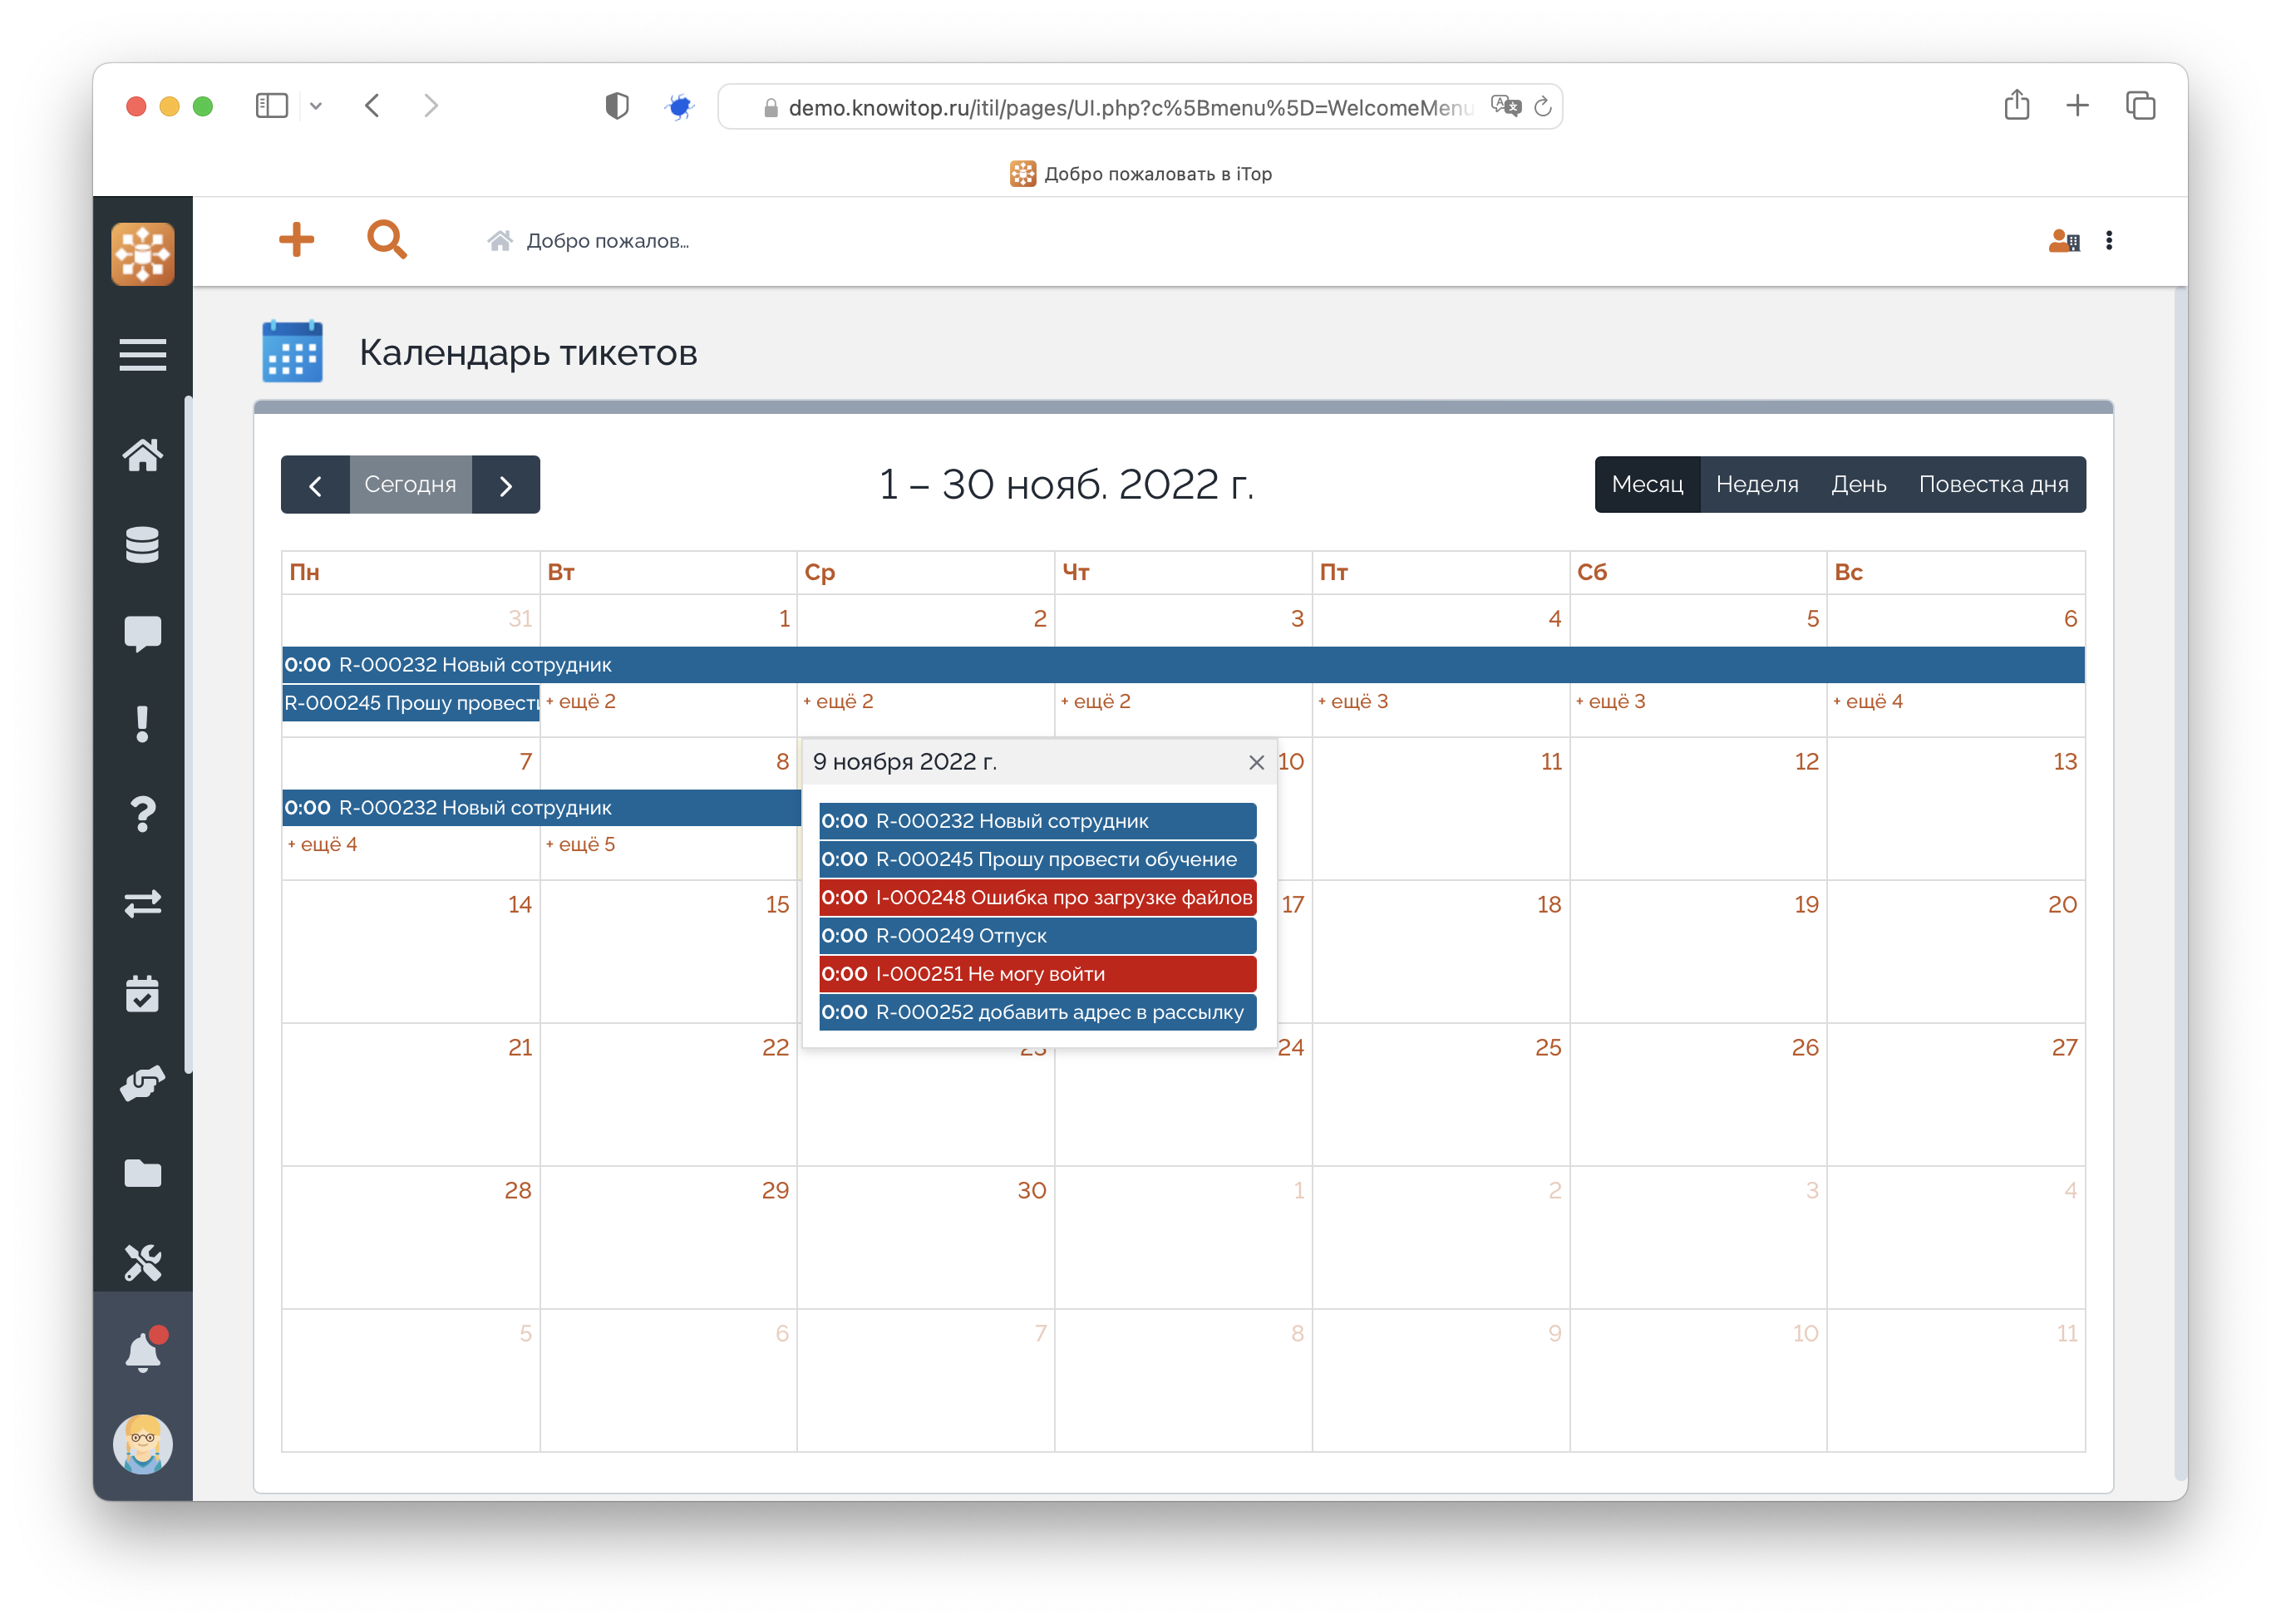 demo.knowitop.ru/itil/pages/UI.php?c%5Bmenu%5D=WelcomeMenu
Добро пожаловать в iTop
Добро пожалов...
Календарь тикетов
Сегодня
1 – 30 нояб. 2022 г.
Месяц Неделя День Повестка дня
Пн Вт Ср Чт Пт Сб Вс
31 1 2 3 4 5 6
0:00 R-000232 Новый сотрудник
R-000245 Прошу провести + ещё 2 + ещё 2 + ещё 2 + ещё 3 + ещё 3 + ещё 4
7 8 10 11 12 13
0:00 R-000232 Новый сотрудник
+ ещё 4 + ещё 5
9 ноября 2022 г.
0:00 R-000232 Новый сотрудник
0:00 R-000245 Прошу провести обучение
0:00 I-000248 Ошибка про загрузке файлов
0:00 R-000249 Отпуск
0:00 I-000251 Не могу войти
0:00 R-000252 добавить адрес в рассылку
14 15 17 18 19 20
21 22 23 24 25 26 27
28 29 30 1 2 3 4
5 6 7 8 9 10 11